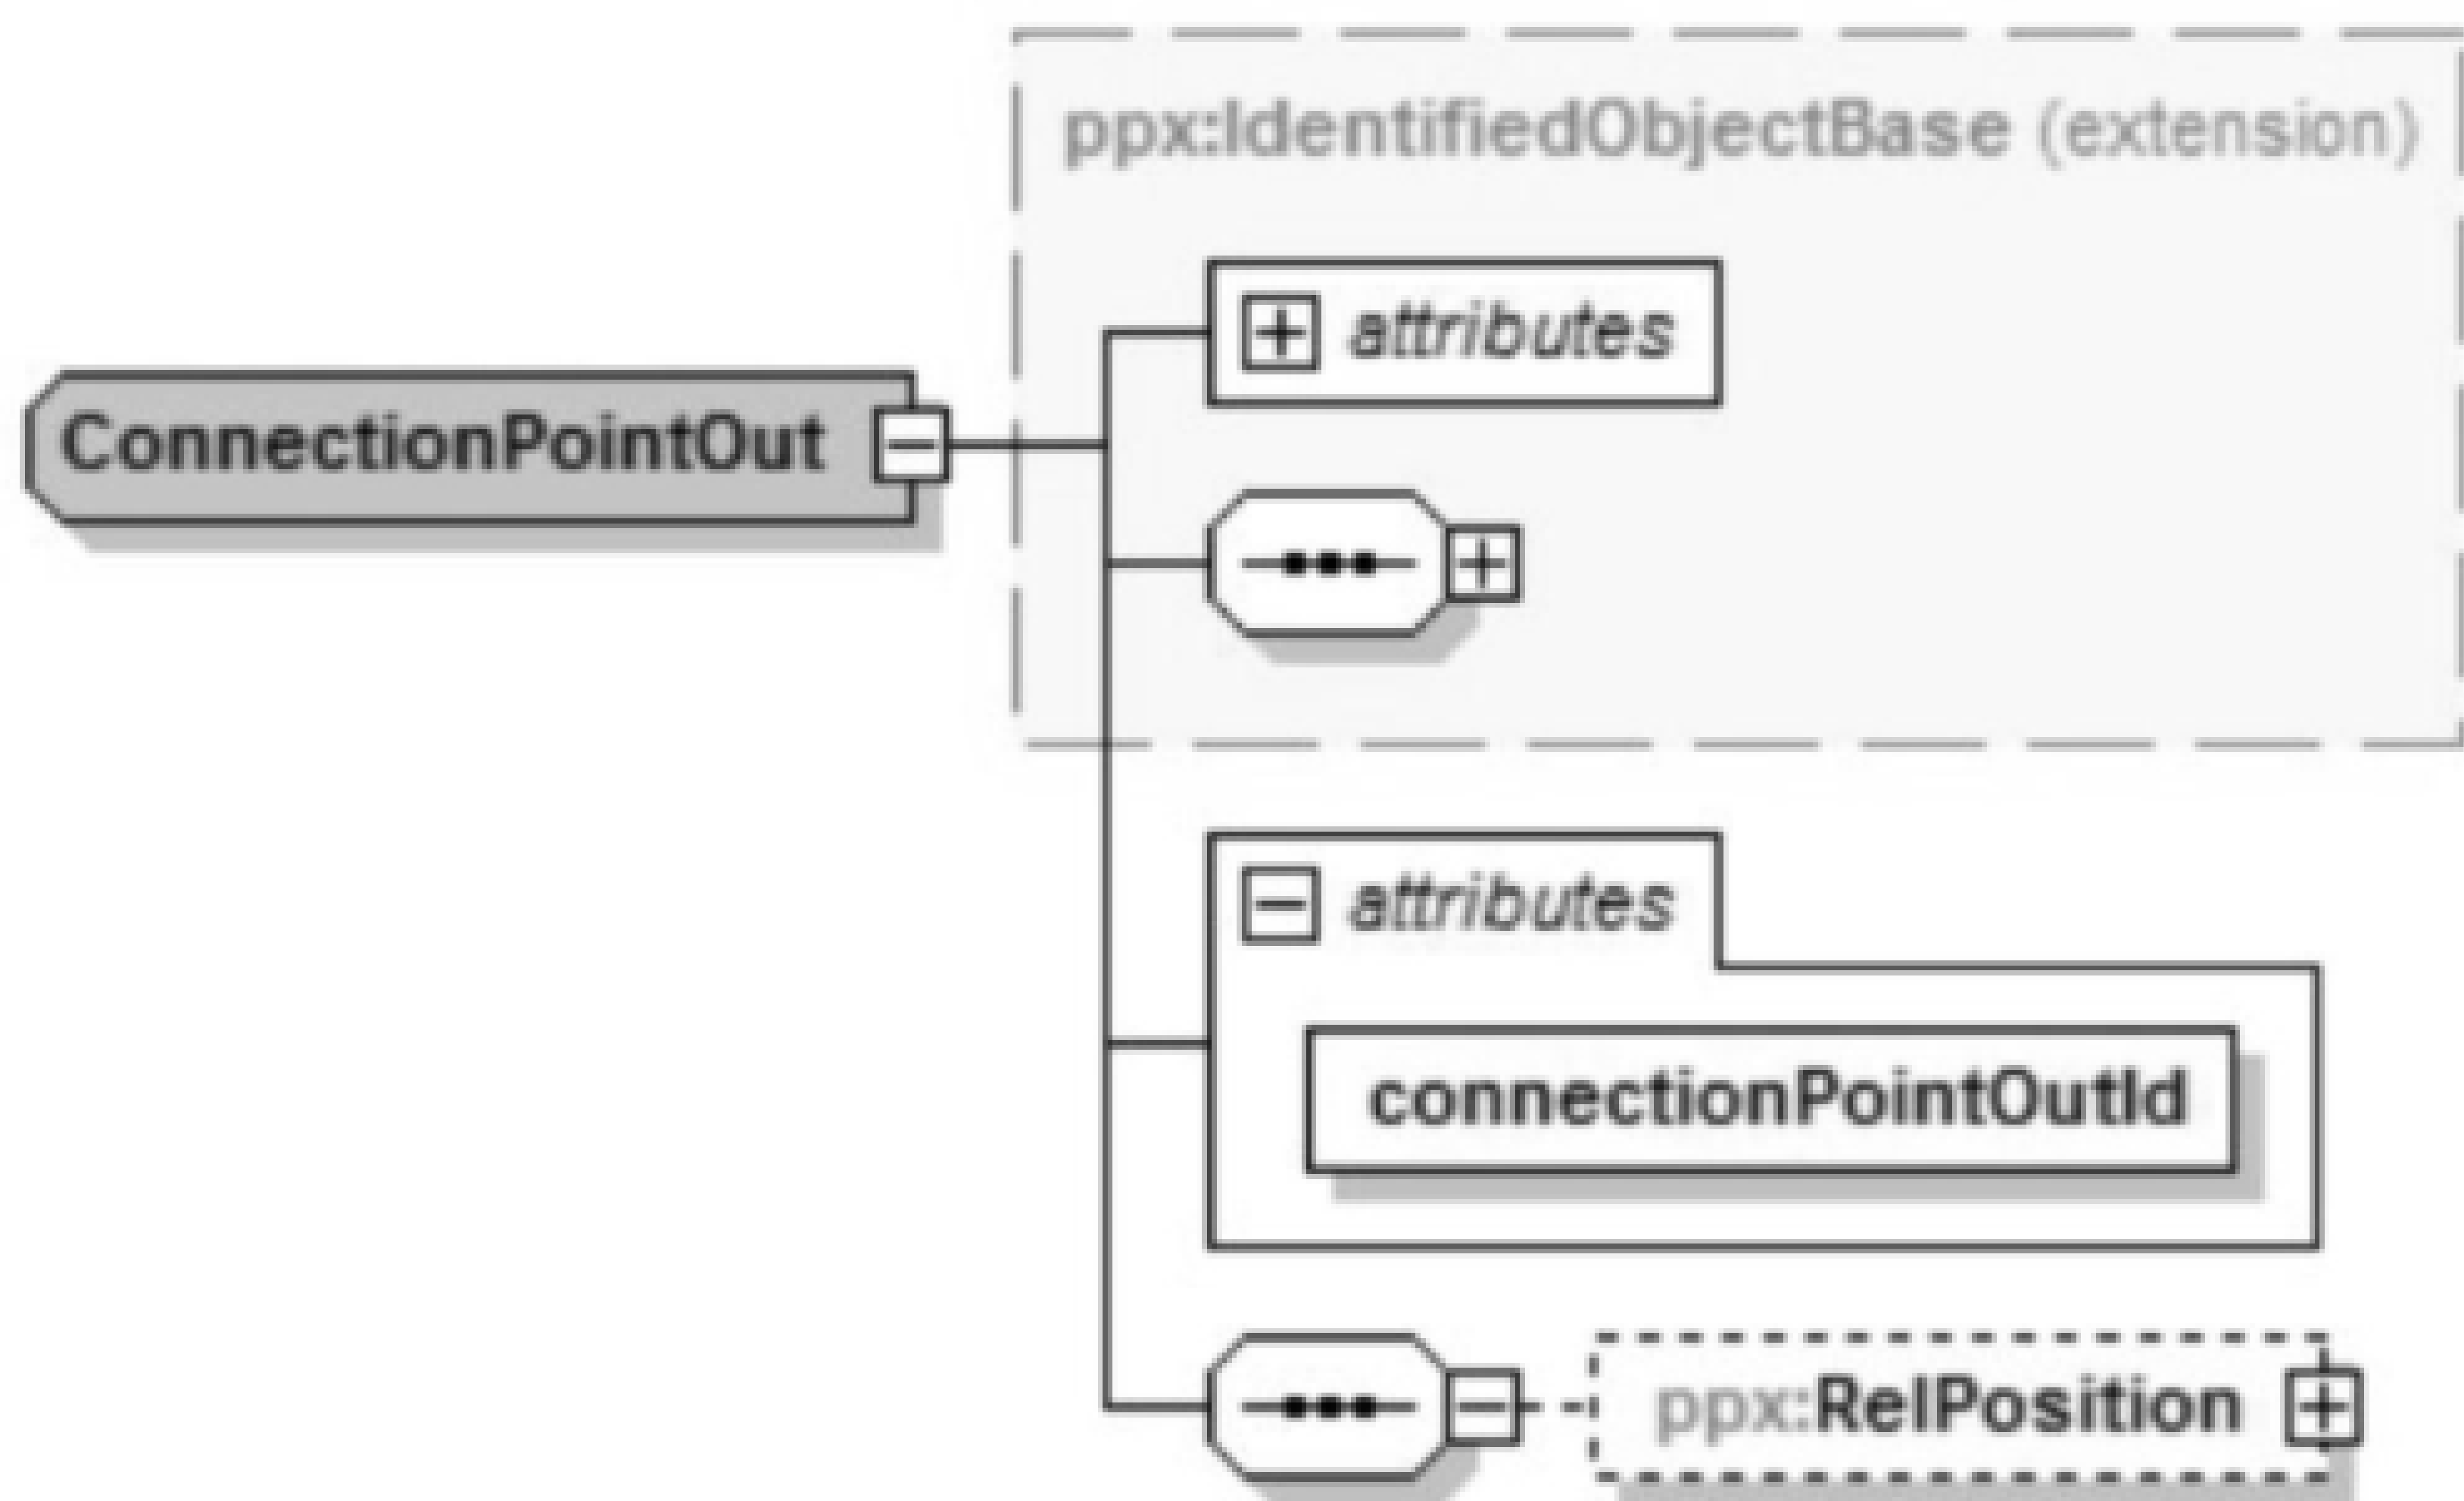 ppx:IdentifiedObjectBase (extension)
attributes
ConnectionPointOut
attributes
connectionPointOutId
ppx:RelPosition